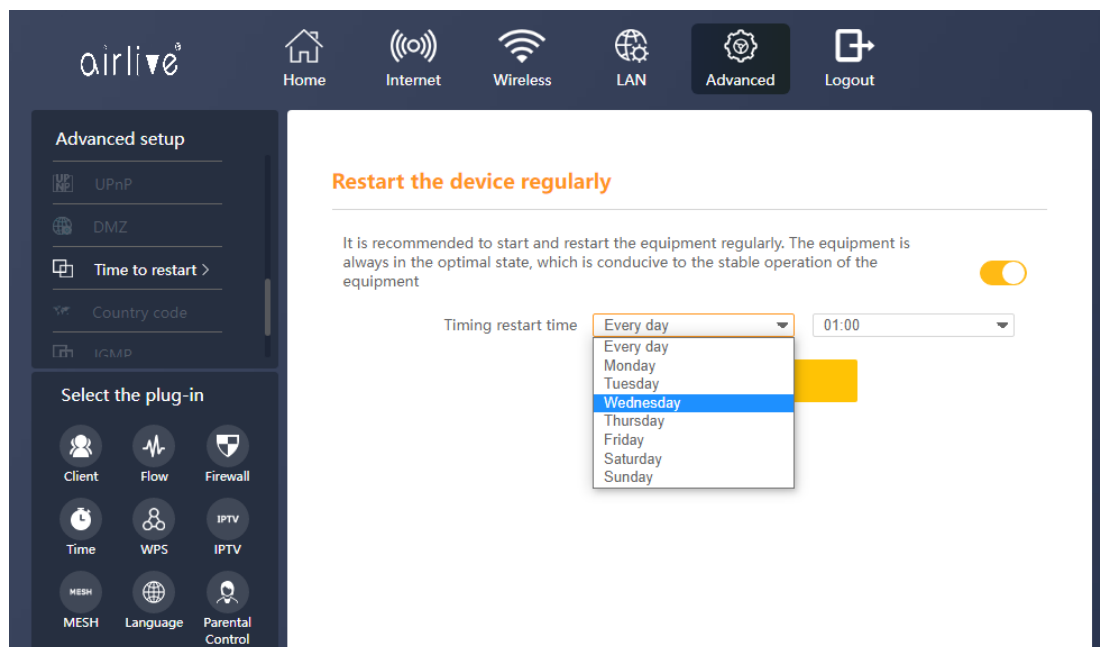 airlive
Home
Internet
Wireless
LAN
Advanced
Logout
Advanced setup
UP
NP
UPnP
DMZ
Time to restart >
Country code
IGMP
Select the plug-in
Client
Flow
Firewall
Time
WPS
IPTV
IPTV
MESH
MESH
Language
Parental
Control
Restart the device regularly
It is recommended to start and restart the equipment regularly. The equipment is
always in the optimal state, which is conducive to the stable operation of the
equipment
Timing restart time
Every day
01:00
Every day
Monday
Tuesday
Wednesday
Thursday
Friday
Saturday
Sunday